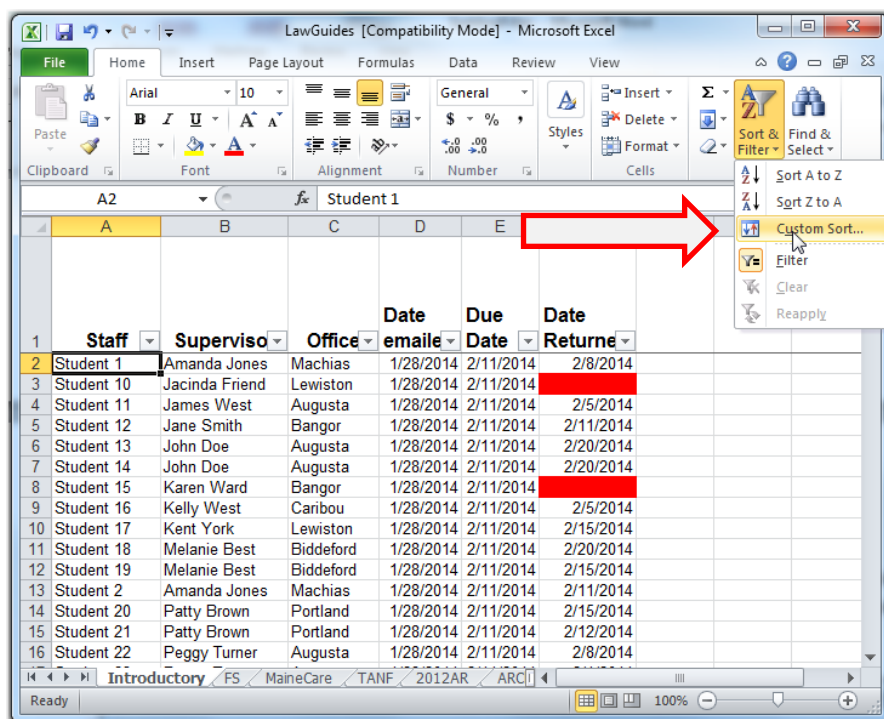 LawGuides [Compatibility Mode] - Microsoft Excel
File Home Insert Page Layout Formulas Data Review View
Paste
Arial 10
B I U A A
A
General
$ % ,
.00 .0
Styles
Insert
Delete
Format
Σ
Sort & Filter
Find & Select
Clipboard Font Alignment Number Cells
Sort A to Z
Sort Z to A
Custom Sort...
Filter
Clear
Reapply
A2 fx Student 1
A B C D E
1 Staff Superviso Office Date emaile Due Date Date Returne
2 Student 1 Amanda Jones Machias 1/28/2014 2/11/2014 2/8/2014
3 Student 10 Jacinda Friend Lewiston 1/28/2014 2/11/2014
4 Student 11 James West Augusta 1/28/2014 2/11/2014 2/5/2014
5 Student 12 Jane Smith Bangor 1/28/2014 2/11/2014 2/11/2014
6 Student 13 John Doe Augusta 1/28/2014 2/11/2014 2/20/2014
7 Student 14 John Doe Augusta 1/28/2014 2/11/2014 2/20/2014
8 Student 15 Karen Ward Bangor 1/28/2014 2/11/2014
9 Student 16 Kelly West Caribou 1/28/2014 2/11/2014 2/5/2014
10 Student 17 Kent York Lewiston 1/28/2014 2/11/2014 2/15/2014
11 Student 18 Melanie Best Biddeford 1/28/2014 2/11/2014 2/20/2014
12 Student 19 Melanie Best Biddeford 1/28/2014 2/11/2014 2/15/2014
13 Student 2 Amanda Jones Machias 1/28/2014 2/11/2014 2/11/2014
14 Student 20 Patty Brown Portland 1/28/2014 2/11/2014 2/15/2014
15 Student 21 Patty Brown Portland 1/28/2014 2/11/2014 2/12/2014
16 Student 22 Peggy Turner Augusta 1/28/2014 2/11/2014 2/8/2014
Introductory FS MaineCare TANF 2012AR ARC
Ready 100%